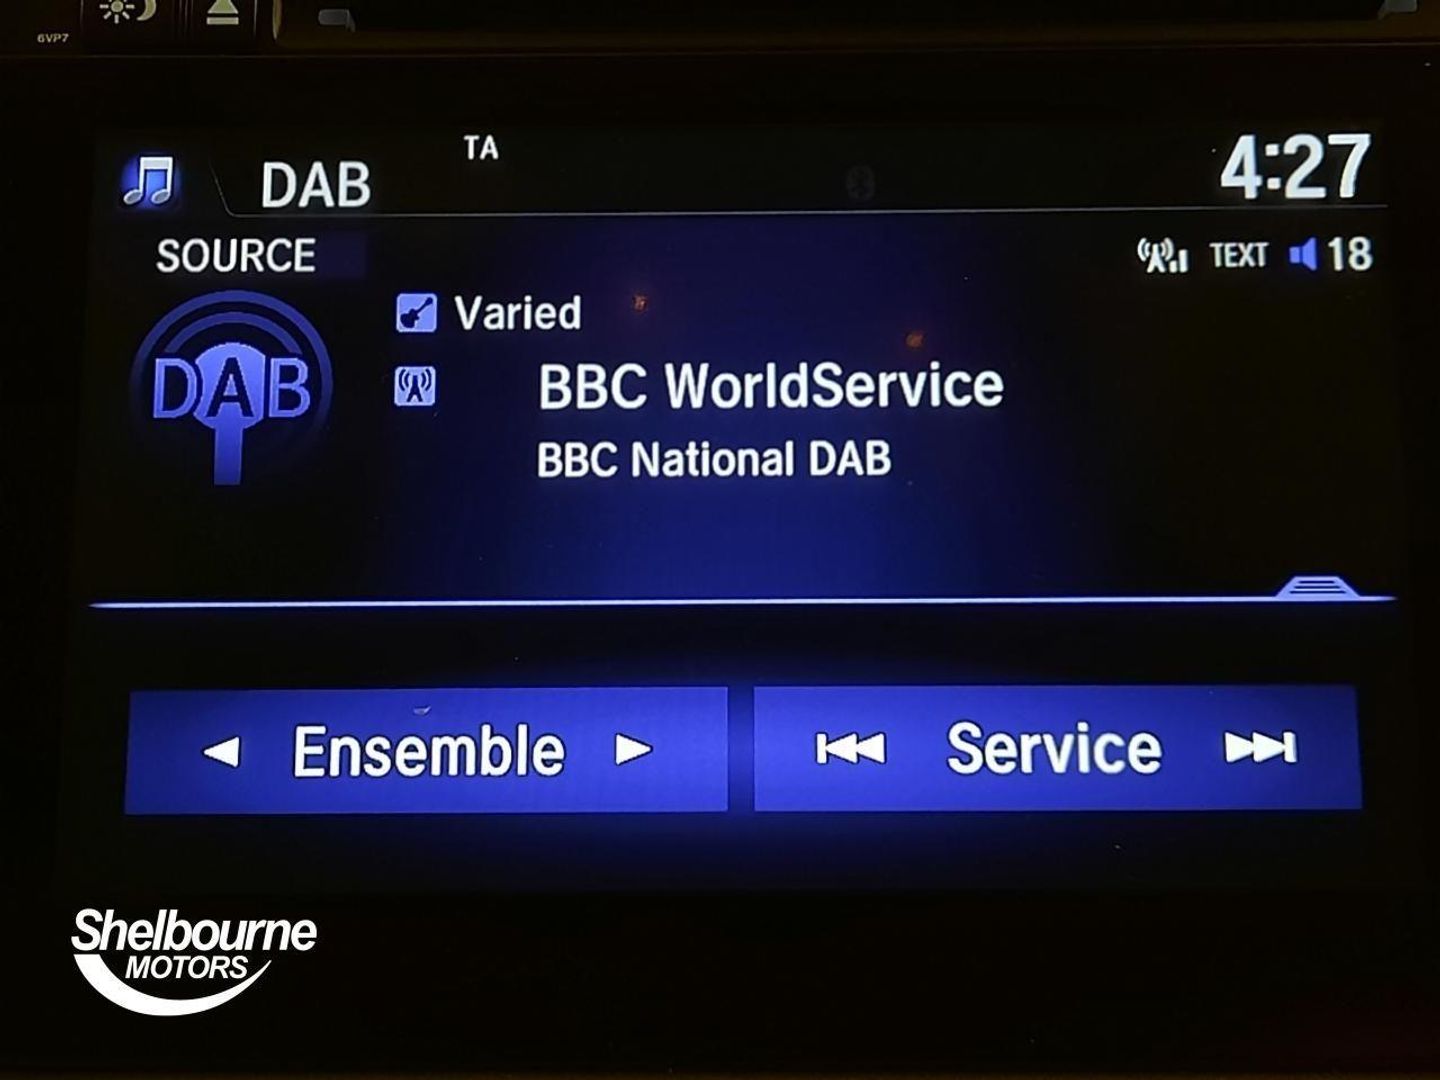 6VP7
TA
DAB
4:27
SOURCE
TEXT 18
Varied
DAB
BBC WorldService
BBC National DAB
Ensemble
Service
Shelbourne
MOTORS